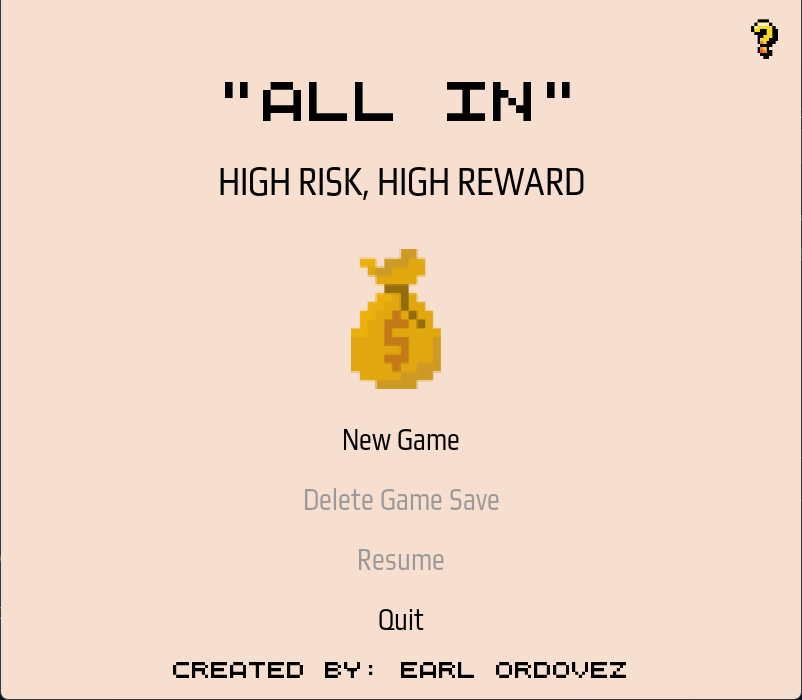 "ALL IN"
HIGH RISK, HIGH REWARD
$
New Game
Delete Game Save
Resume
Quit
CREATED BY: EARL ORDOVEZ